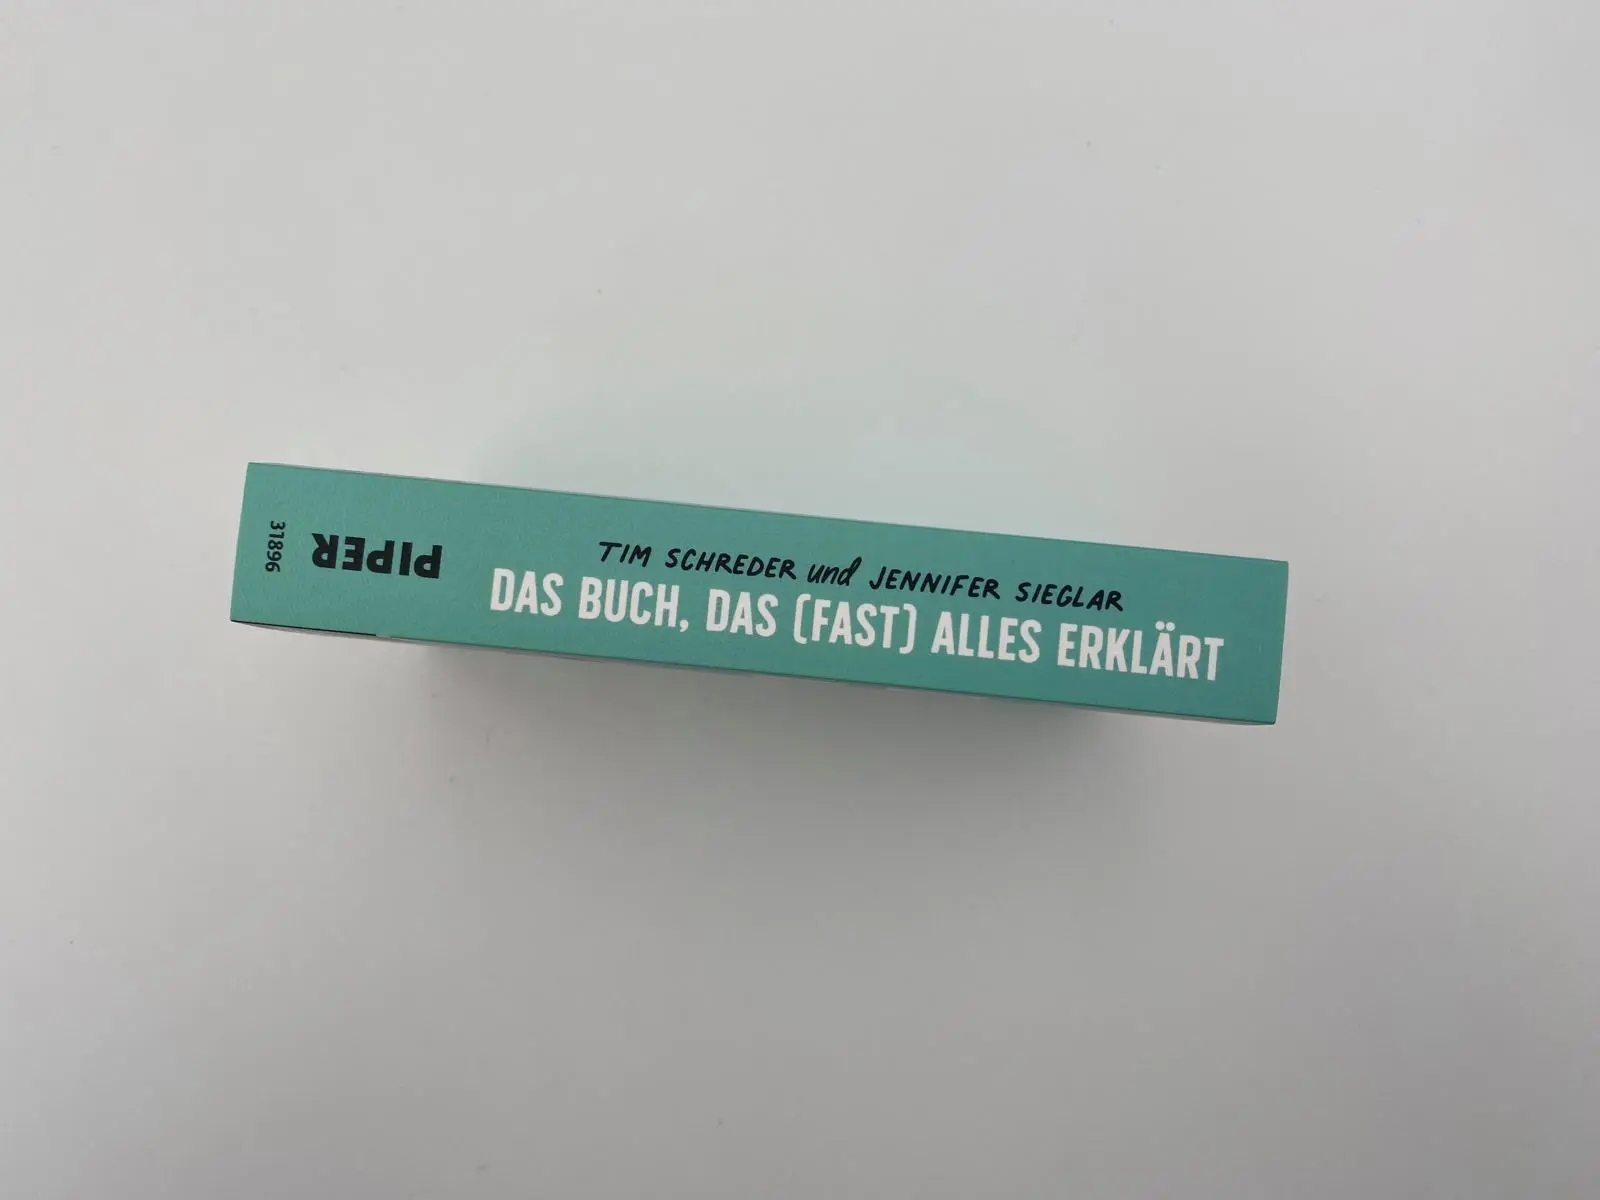 TIM SCHREDER und JENNIFER SIEGLAR
DAS BUCH, DAS (FAST) ALLES ERKLÄRT
PIPER
31896